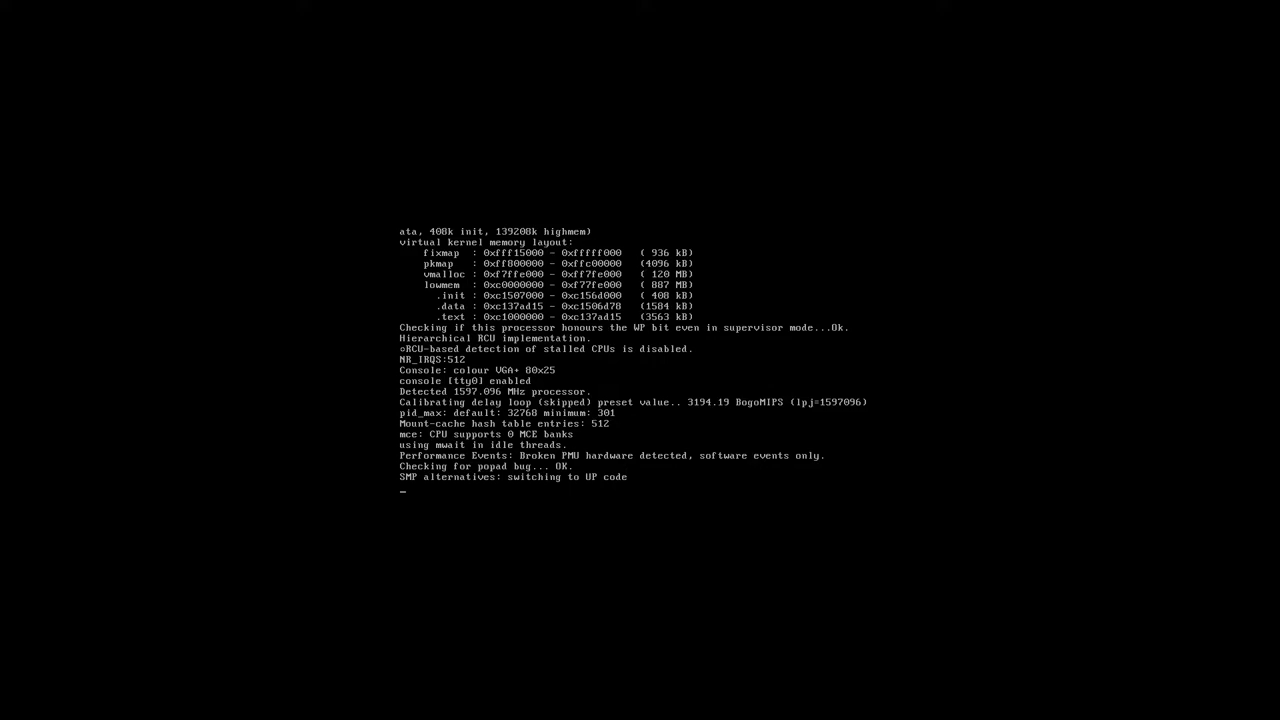 ata, 408k init, 139208k highmem)
virtual kernel memory layout:
    fixmap  : 0xfff15000 - 0xfffff000   ( 936 kB)
    pkmap   : 0xff800000 - 0xffc00000   (4096 kB)
    vmalloc : 0xf7ffe000 - 0xff7fe000   ( 120 MB)
    lowmem  : 0xc0000000 - 0xf77fe000   ( 887 MB)
      .init : 0xc1507000 - 0xc156d000   ( 408 kB)
      .data : 0xc137ad15 - 0xc1506d78   (1584 kB)
      .text : 0xc1000000 - 0xc137ad15   (3563 kB)
Checking if this processor honours the WP bit even in supervisor mode...Ok.
Hierarchical RCU implementation.
○RCU-based detection of stalled CPUs is disabled.
NR_IRQS:512
Console: colour VGA+ 80x25
console [tty0] enabled
Detected 1597.096 MHz processor.
Calibrating delay loop (skipped) preset value.. 3194.19 BogoMIPS (lpj=1597096)
pid_max: default: 32768 minimum: 301
Mount-cache hash table entries: 512
mce: CPU supports 0 MCE banks
using mwait in idle threads.
Performance Events: Broken PMU hardware detected, software events only.
Checking for popad bug... OK.
SMP alternatives: switching to UP code
_